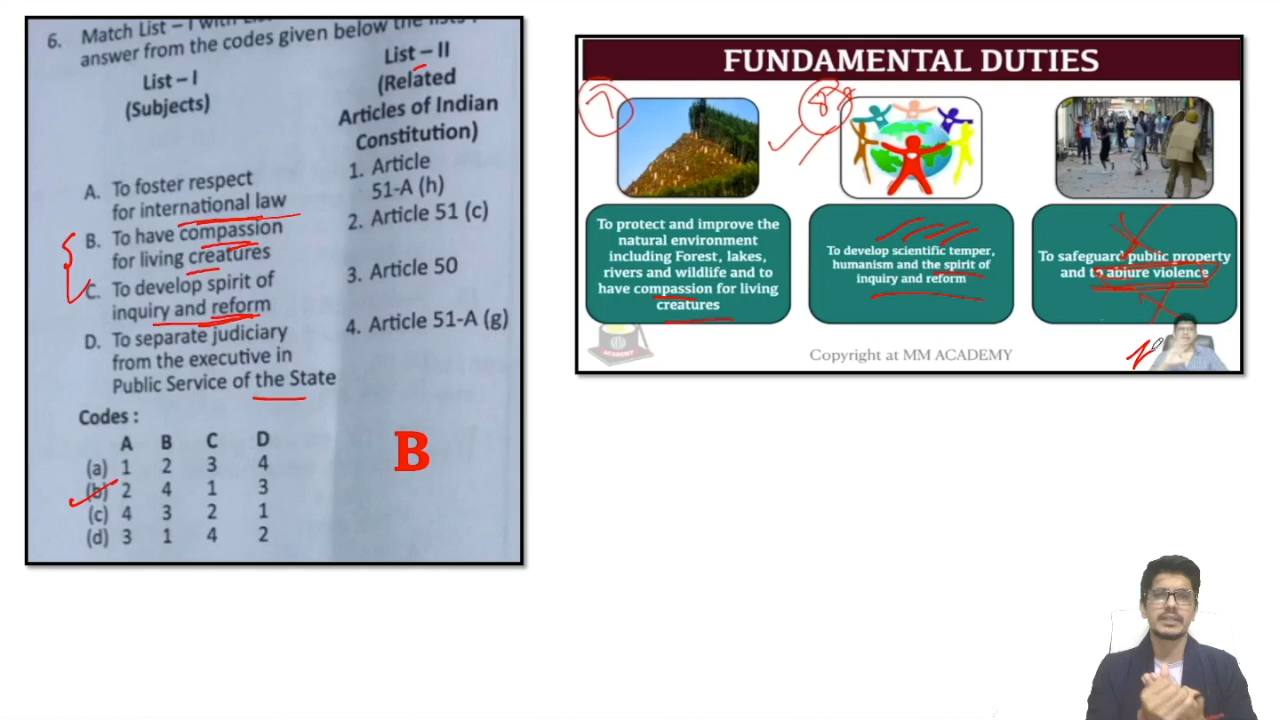 6. Match List – I with List
answer from the codes given below the lists :
List – I
(Subjects)
List – II
(Related
Articles of Indian
Constitution)
A. To foster respect
for international law
B. To have compassion
for living creatures
C. To develop spirit of
inquiry and reform
D. To separate judiciary
from the executive in
Public Service of the State
1. Article
51-A (h)
2. Article 51 (c)
3. Article 50
4. Article 51-A (g)
Codes :
A B C D
(a) 1 2 3 4
(b) 2 4 1 3
(c) 4 3 2 1
(d) 3 1 4 2
B
FUNDAMENTAL DUTIES
7
8
To protect and improve the
natural environment
including Forest, lakes,
rivers and wildlife and to
have compassion for living
creatures
To develop scientific temper,
humanism and the spirit of
inquiry and reform
To safeguard public property
and to abjure violence
ACADEMY
Copyright at MM ACADEMY